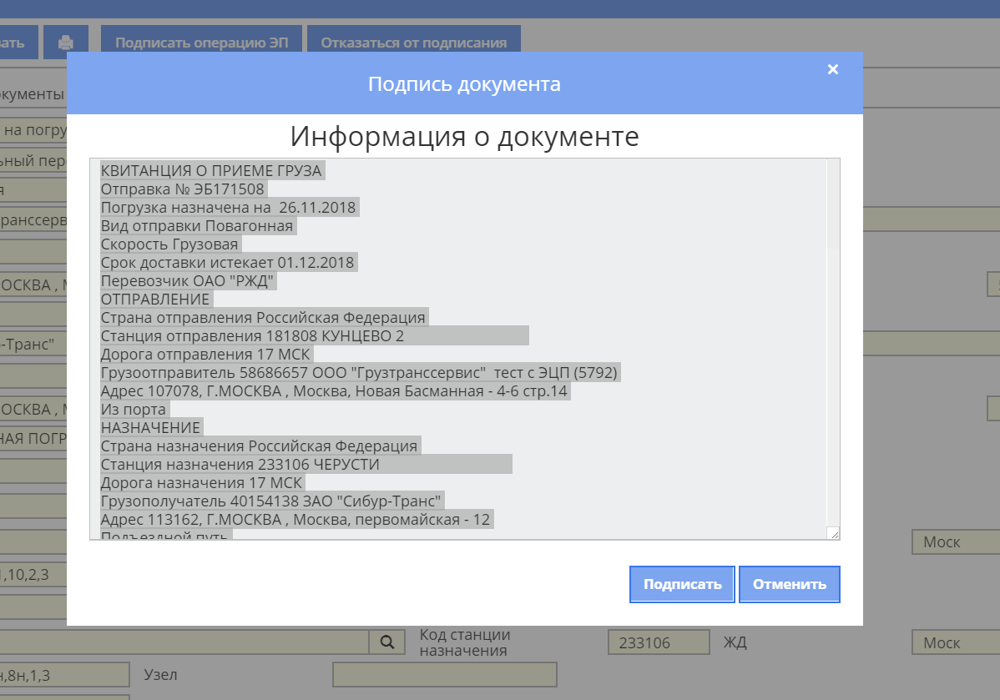 ать
Подписать операцию ЭП
Отказаться от подписания
Подпись документа
×
кументы
Информация о документе
на погру
КВИТАНЦИЯ О ПРИЕМЕ ГРУЗА
ьный пер
Отправка № ЭБ171508
я
Погрузка назначена на 26.11.2018
рансссерв
Вид отправки Повагонная
Скорость Грузовая
Срок доставки истекает 01.12.2018
ОСКВА ,
Перевозчик ОАО "РЖД"
ОТПРАВЛЕНИЕ
Страна отправления Российская Федерация
-Транс"
Станция отправления 181808 КУНЦЕВО 2
Дорога отправления 17 МСК
Грузоотправитель 58686657 ООО "Грузтранссервис" тест с ЭЦП (5792)
Адрес 107078, Г.МОСКВА , Москва, Новая Басманная - 4-6 стр.14
ОСКВА ,
Из порта
НАЗНАЧЕНИЕ
НАЯ ПОГР
Страна назначения Российская Федерация
Станция назначения 233106 ЧЕРУСТИ
Дорога назначения 17 МСК
Грузополучатель 40154138 ЗАО "Сибур-Транс"
Адрес 113162, Г.МОСКВА , Москва, первомайская - 12
Подъездной путь
Моск
,10,2,3
Подписать
Отменить
Код станции
назначения
233106
ЖД
Моск
н,8н,1,3
Узел